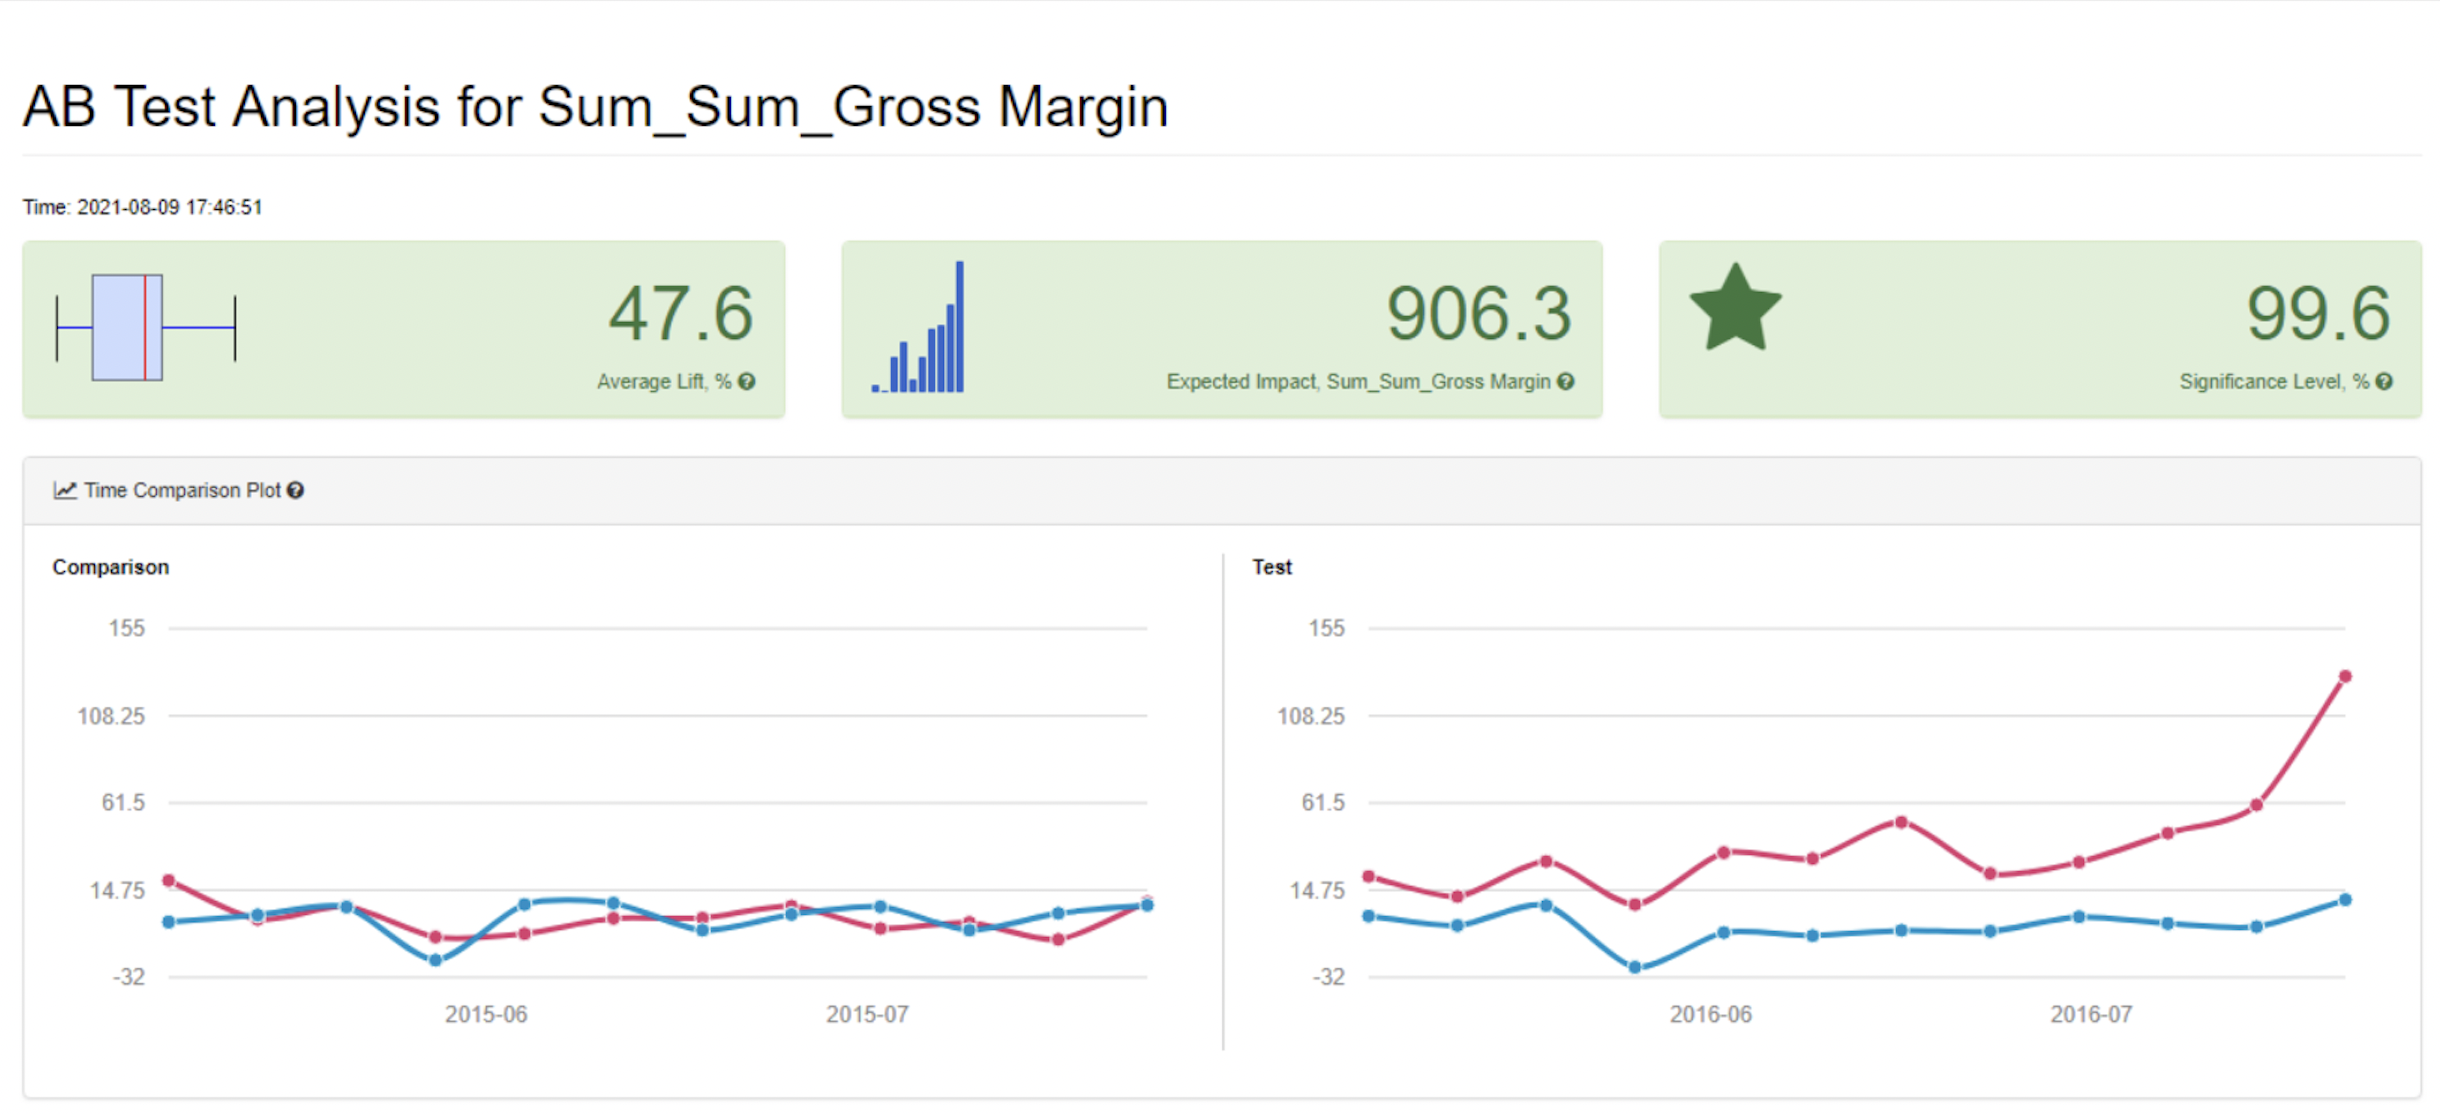 AB Test Analysis for Sum_Sum_Gross Margin
Time: 2021-08-09 17:46:51
47.6
Average Lift, %
906.3
Expected Impact, Sum_Sum_Gross Margin
99.6
Significance Level, %
Time Comparison Plot
Comparison
155
108.25
61.5
14.75
-32
2015-06 2015-07
Test
155
108.25
61.5
14.75
-32
2016-06 2016-07